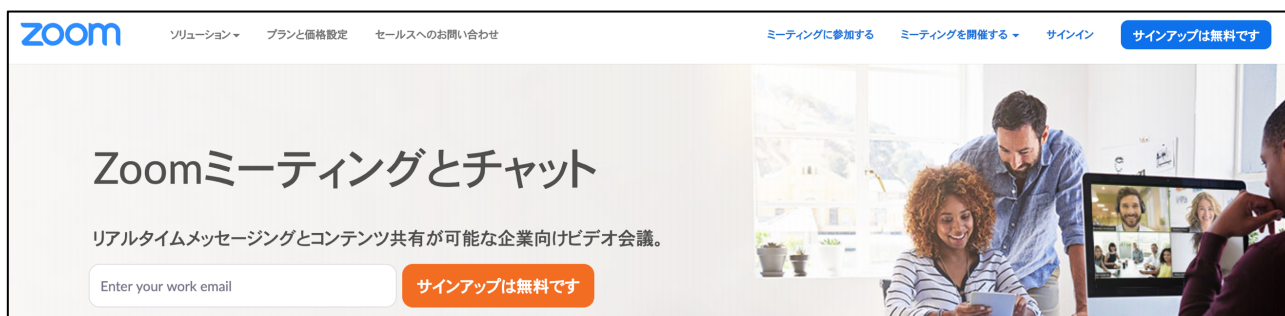 zoom ソリューション プランと価格設定 セールスへのお問い合わせ ミーティングに参加する ミーティングを開催する サインイン サインアップは無料です
Zoomミーティングとチャット
リアルタイムメッセージングとコンテンツ共有が可能な企業向けビデオ会議。
Enter your work email サインアップは無料です